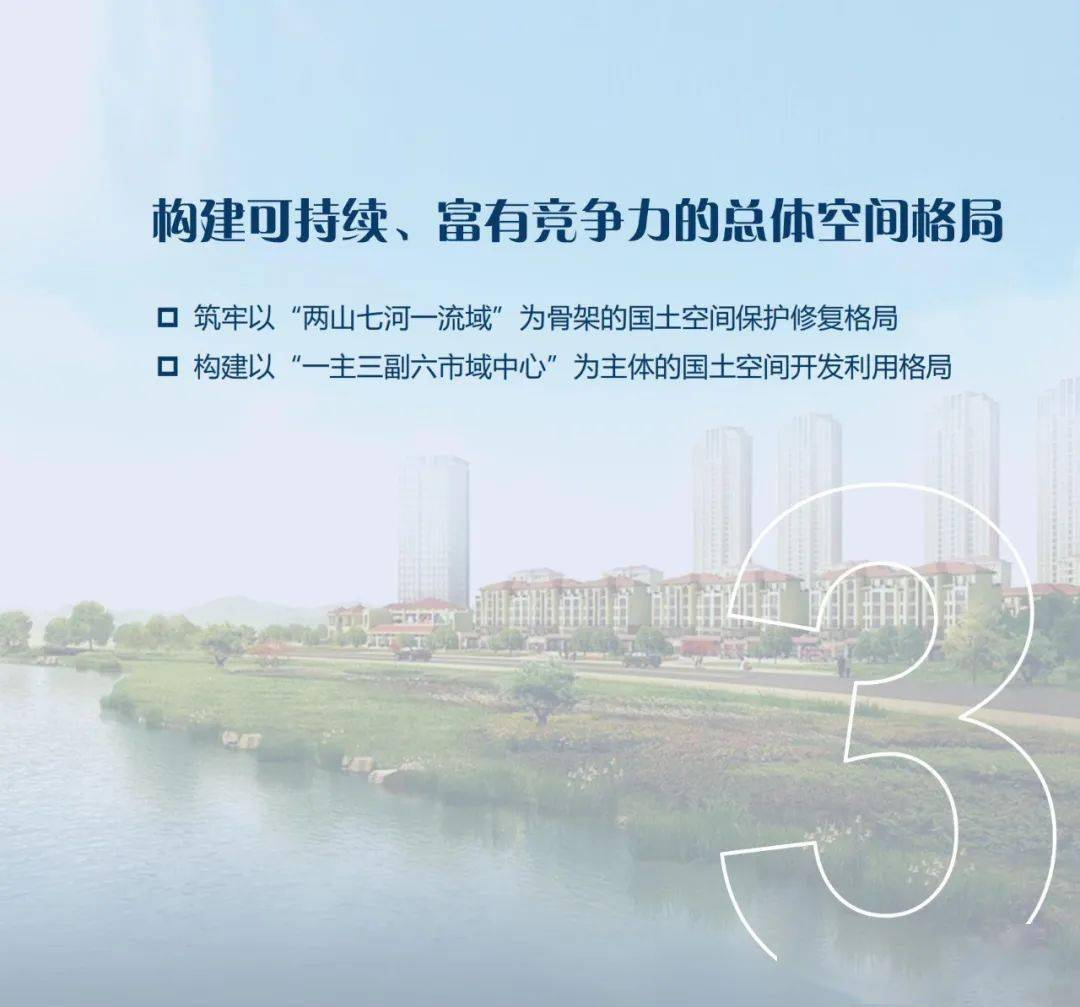 构建可持续、富有竞争力的总体空间格局
筑牢以“两山七河一流域”为骨架的国土空间保护修复格局
构建以“一主三副六市域中心”为主体的国土空间开发利用格局
3